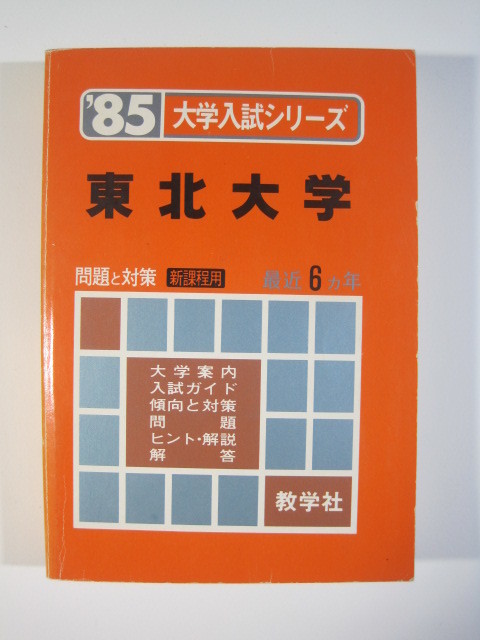 '85 大学入試シリーズ
東北大学
問題と対策 新課程用 最近6ヵ年
大学案内
入試ガイド
傾向と対策
問題
ヒント・解説
解答
教学社